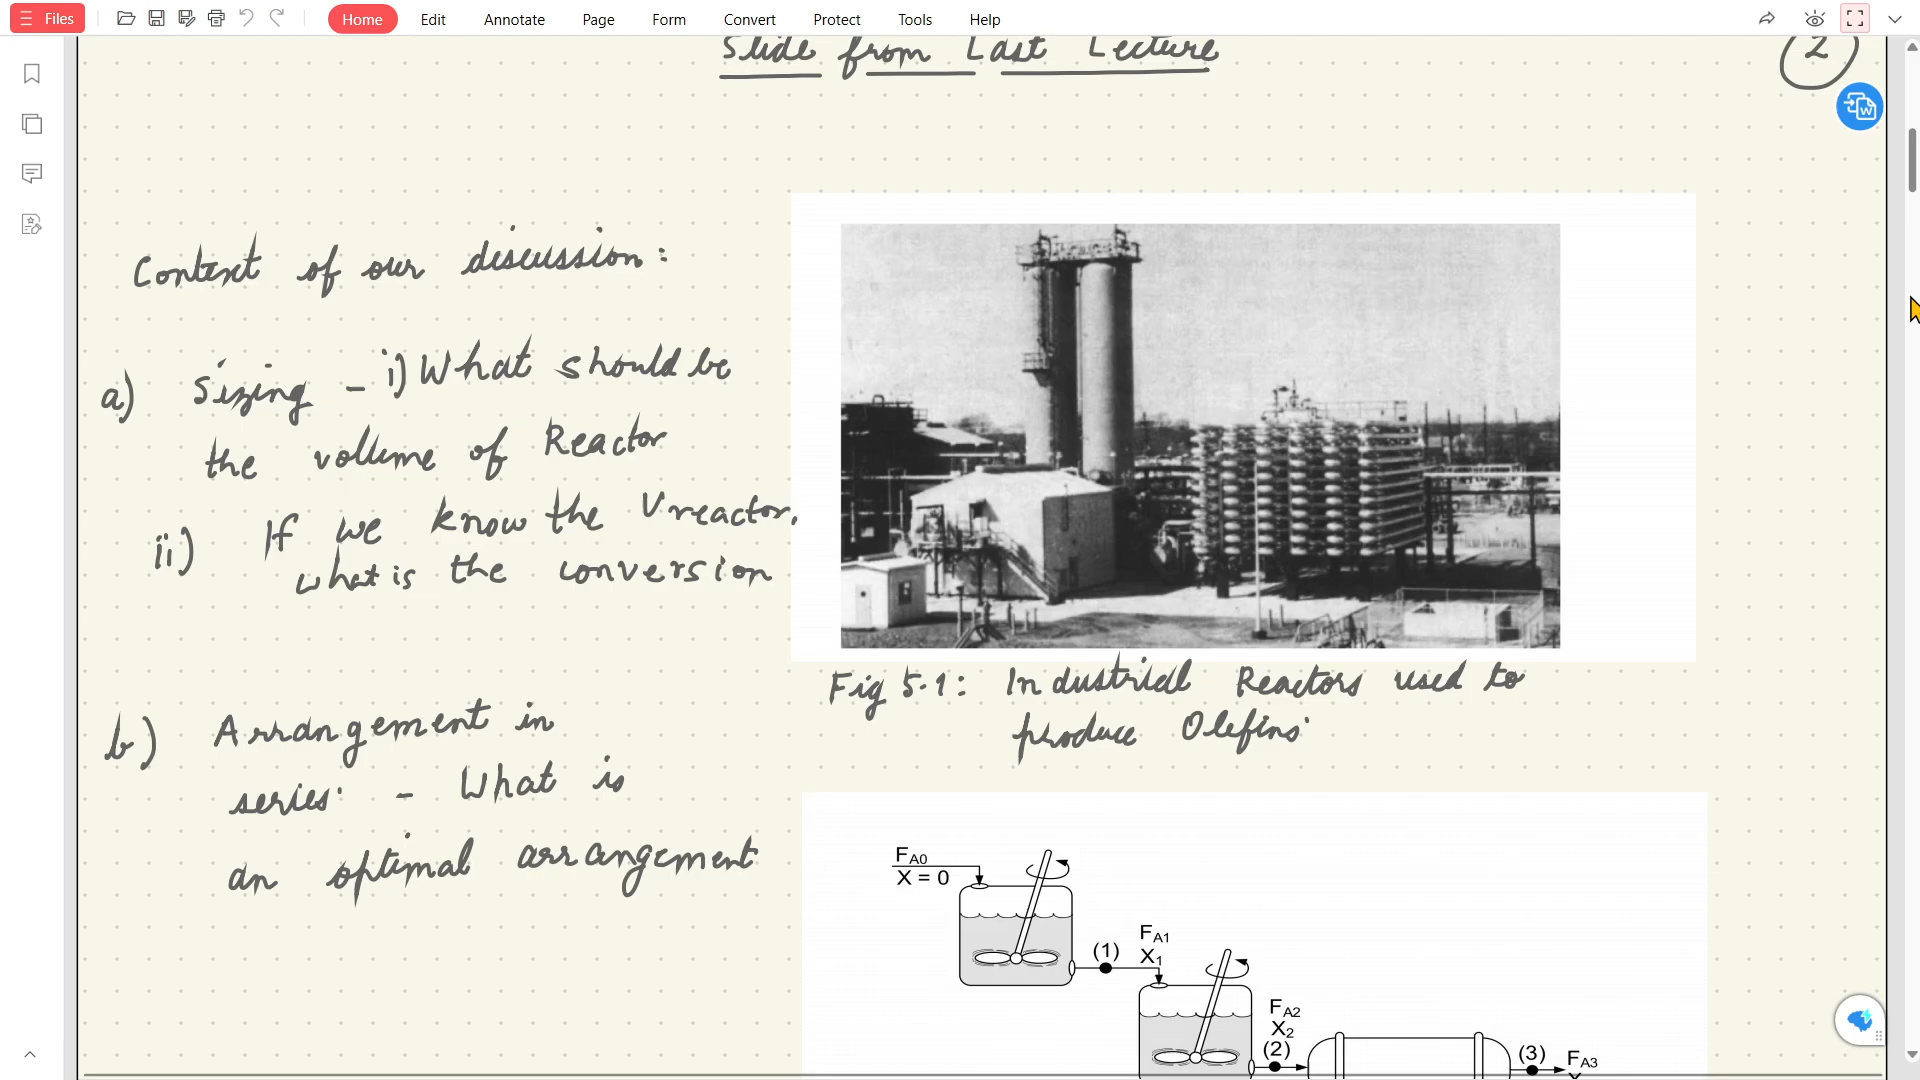 Files
Home
Edit
Annotate
Page
Form
Convert
Protect
Tools
Help
Slide from Last Lecture
2
Context of our discussion:
a) Sizing - i) What should be
the volume of Reactor
ii) If we know the Vreactor,
what is the conversion
b) Arrangement in
series - What is
an optimal arrangement
Fig 5.1: Industrial Reactors used to
produce Olefins
FA0
X = 0
(1)
FA1
X1
FA2
X2
(2)
(3)
FA3